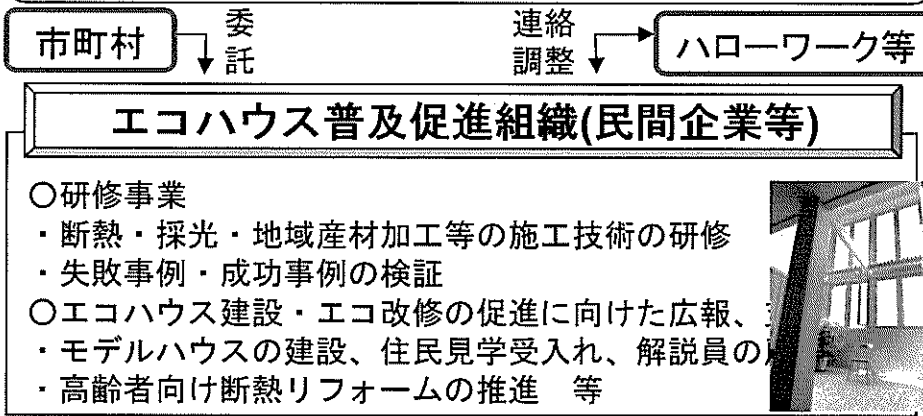 市町村
委託
連絡調整
ハローワーク等
エコハウス普及促進組織(民間企業等)
○研修事業
・断熱・採光・地域産材加工等の施工技術の研修
・失敗事例・成功事例の検証
○エコハウス建設・エコ改修の促進に向けた広報、
・モデルハウスの建設、住民見学受入れ、解説員の
・高齢者向け断熱リフォームの推進　等